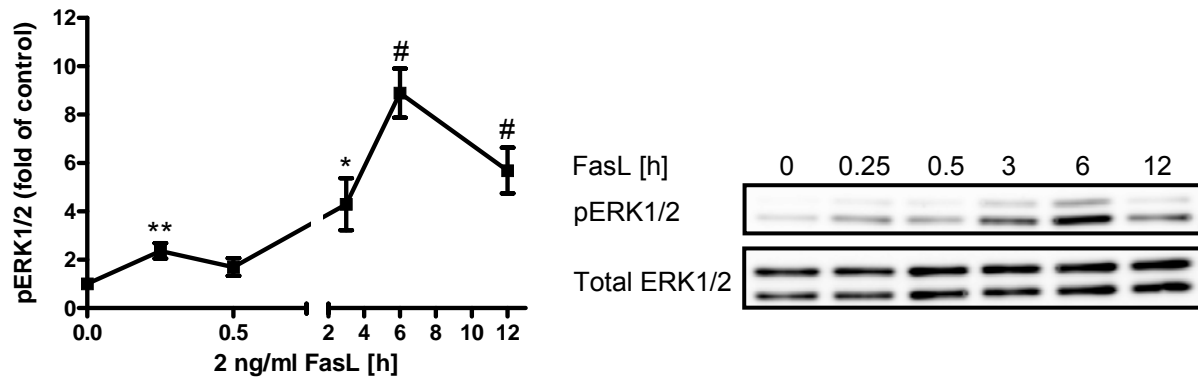 pERK1/2 (fold of control)
12
10
8
6
4
2
0
**
*
#
#
0.0 0.5 2 4 6 8 10 12
2 ng/ml FasL [h]
FasL [h] 0 0.25 0.5 3 6 12
pERK1/2
Total ERK1/2